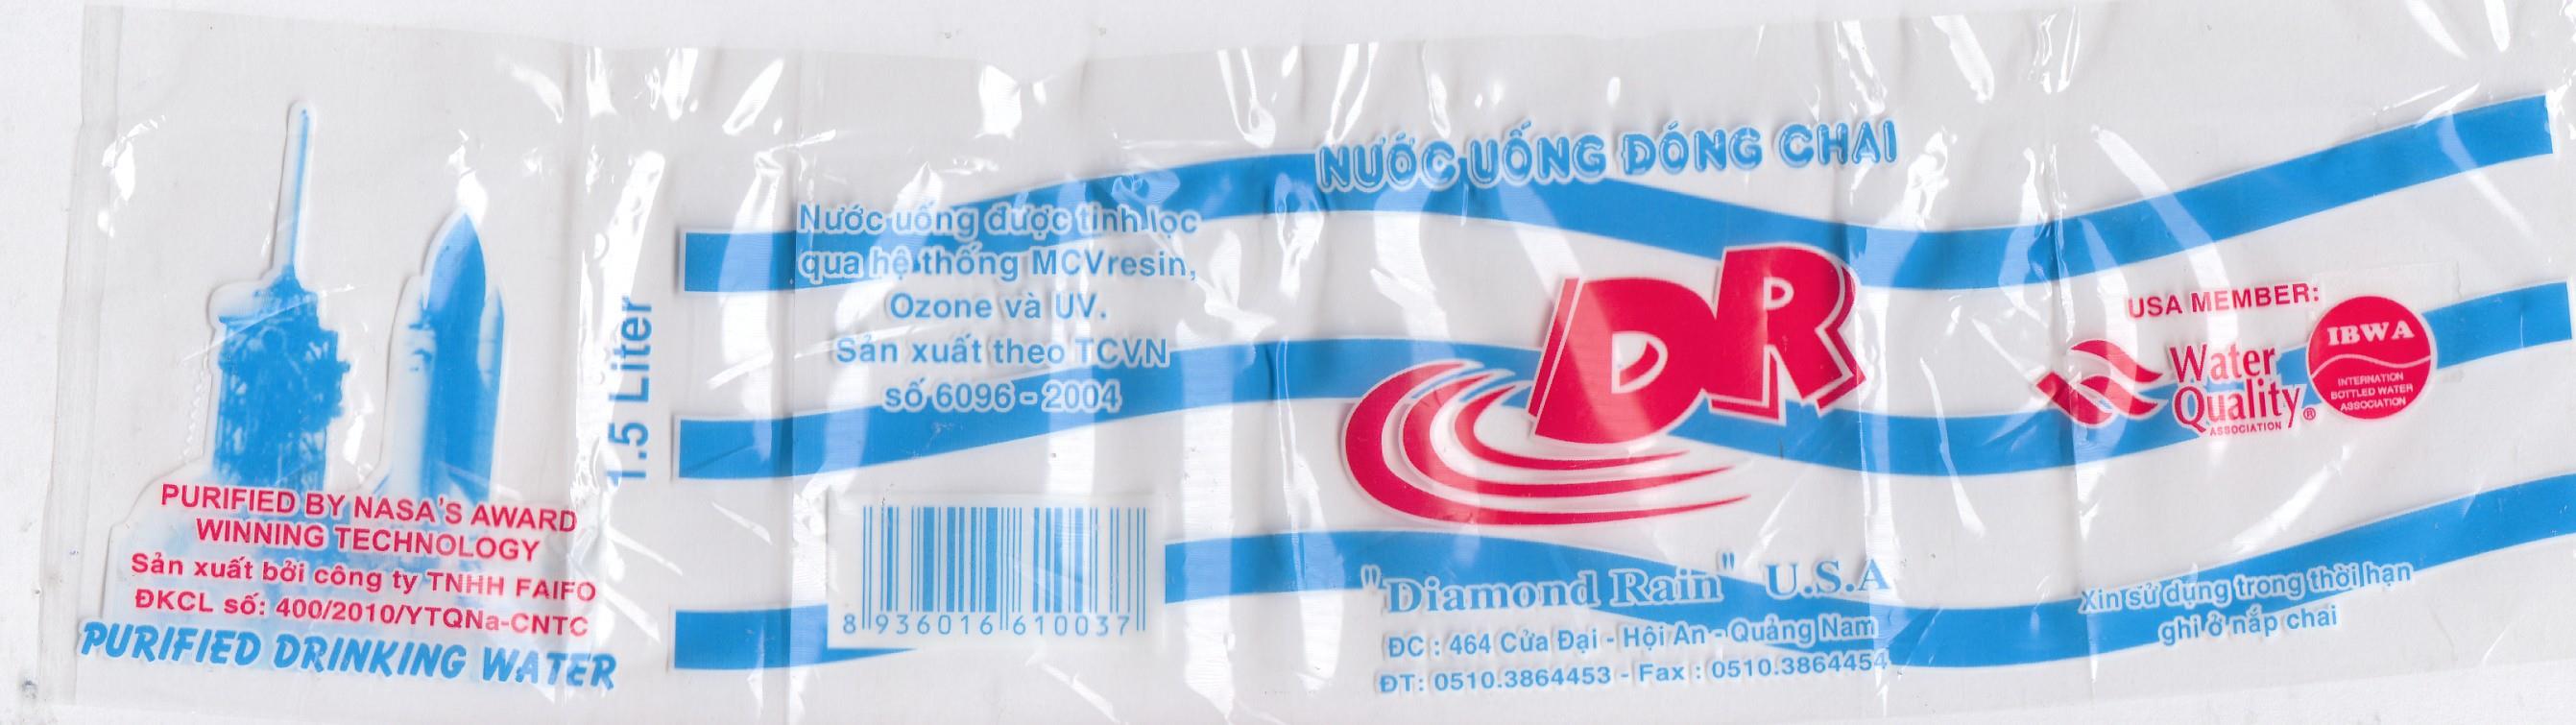 PURIFIED BY NASA'S AWARD
WINNING TECHNOLOGY
Sản xuất bởi công ty TNHH FAIFO
ĐKCL số: 400/2010/YTQNa-CNTC
PURIFIED DRINKING WATER
1.5 Liter
Nước uống được tinh lọc
qua hệ thống MCVresin,
Ozone và UV.
Sản xuất theo TCVN
số 6096 - 2004
8 936016 610037
NƯỚC UỐNG ĐÓNG CHAI
DR
"Diamond Rain" U.S.A
ĐC : 464 Cửa Đại - Hội An - Quảng Nam
ĐT: 0510.3864453 - Fax : 0510.3864454
USA MEMBER:
Water
Quality®
ASSOCIATION
IBWA
INTERNATION
BOTTLED WATER
ASSOCIATION
Xin sử dụng trong thời hạn
ghi ở nắp chai